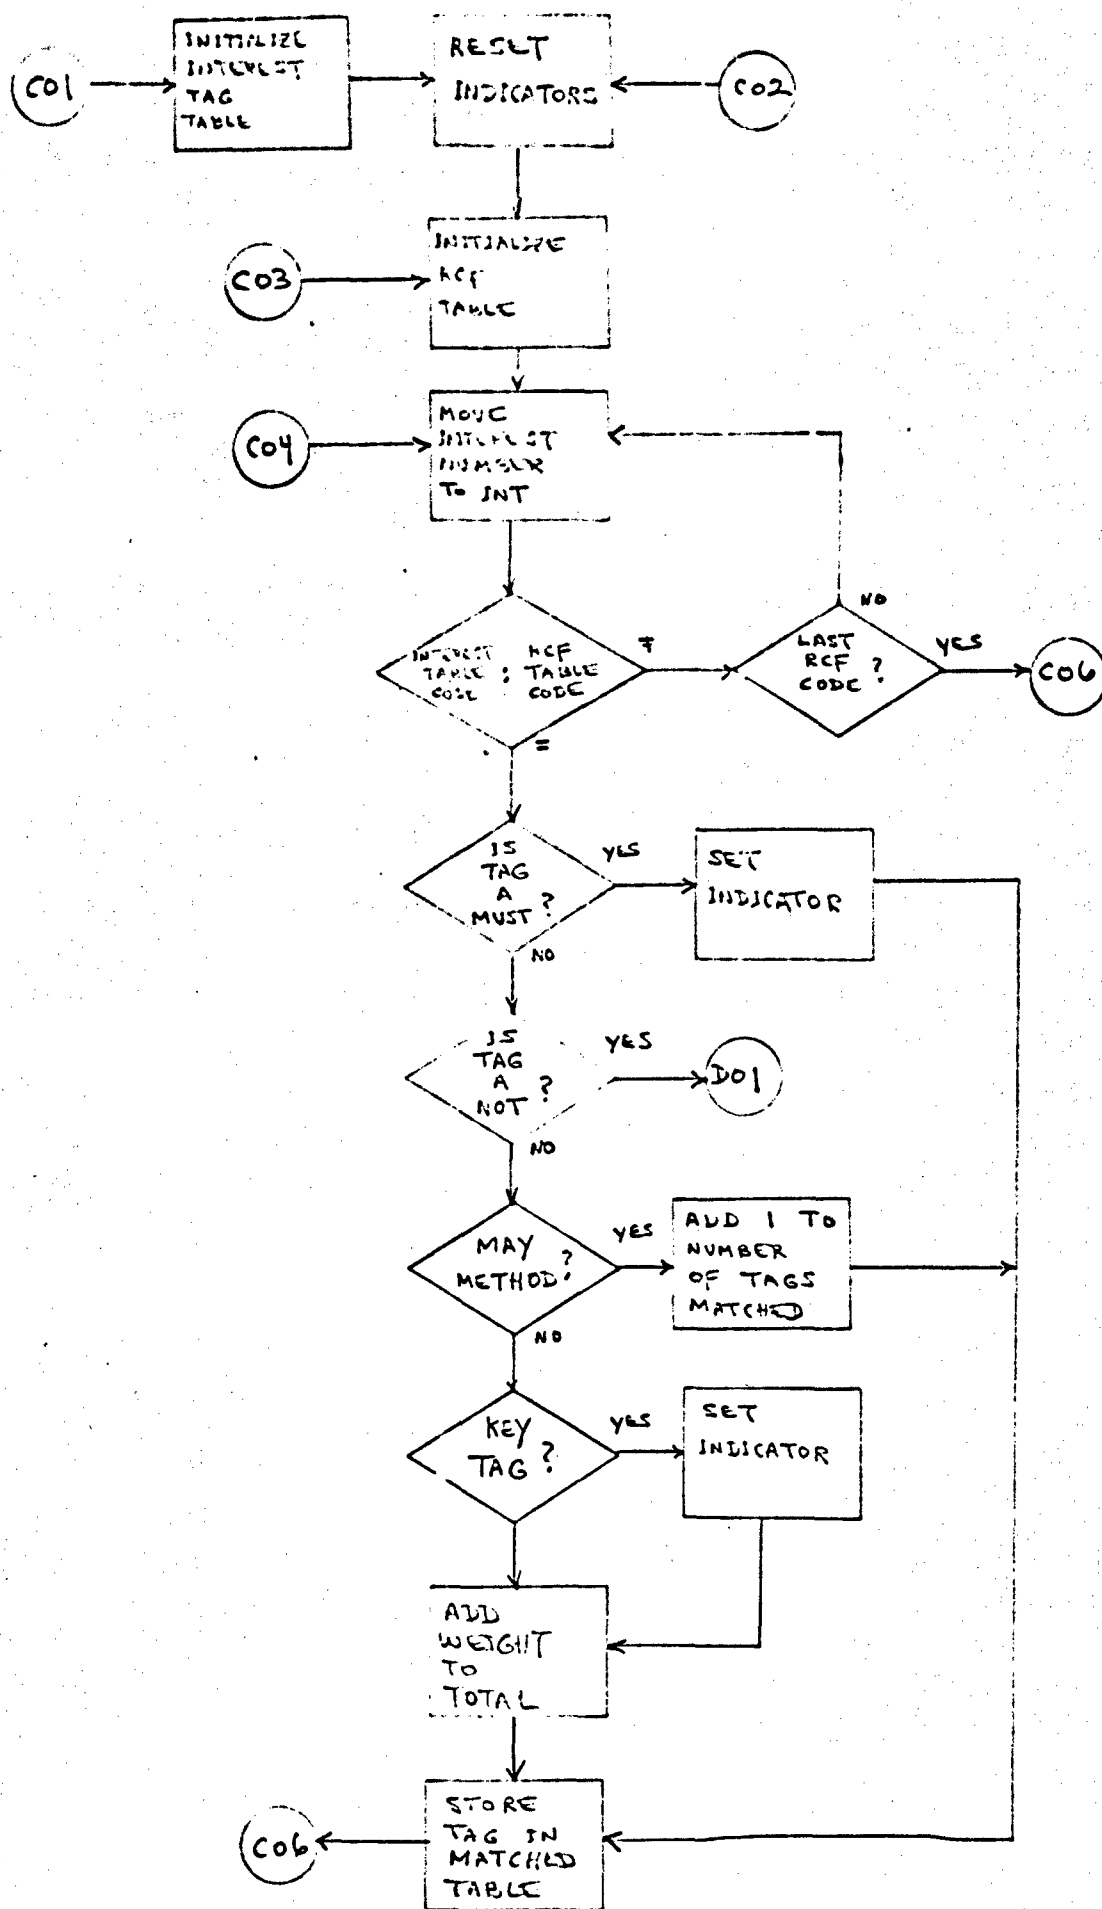 C01
INITIALIZE
INTEREST
TAG
TABLE
RESET
INDICATORS
C02
C03
INITIALIZE
RCF
TABLE
C04
MOVE
INTEREST
NUMBER
TO INT
INTEREST
TABLE
CODE
:
RCF
TABLE
CODE
≠
=
LAST
RCF
CODE ?
NO
YES
C06
IS
TAG
A
MUST ?
YES
NO
SET
INDICATOR
IS
TAG
A
NOT ?
YES
NO
D01
MAY
METHOD ?
YES
NO
ADD 1 TO
NUMBER
OF TAGS
MATCHED
KEY
TAG ?
YES
SET
INDICATOR
ADD
WEIGHT
TO
TOTAL
STORE
TAG IN
MATCHED
TABLE
C06